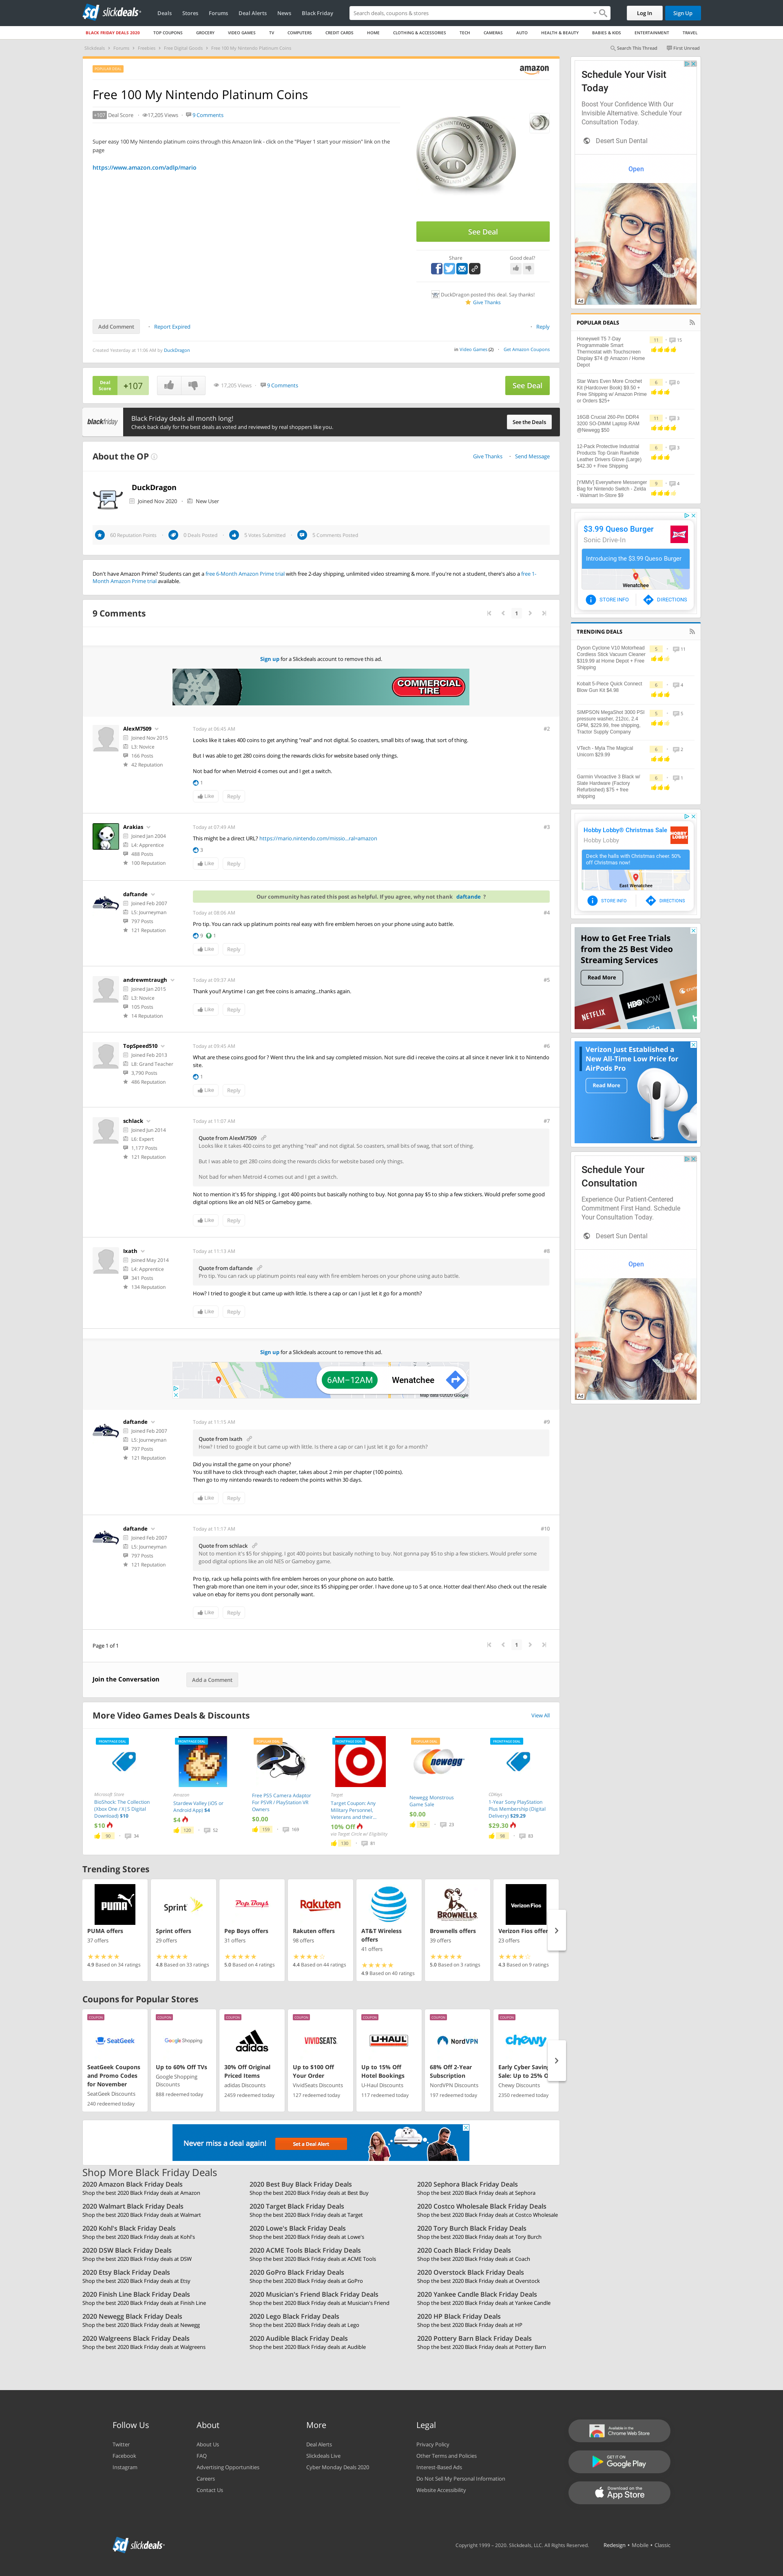 slickdeals
Deals Stores Forums Deal Alerts News Black Friday
Search deals, coupons & stores
Log In Sign Up
BLACK FRIDAY DEALS 2020 TOP COUPONS GROCERY VIDEO GAMES TV COMPUTERS CREDIT CARDS HOME CLOTHING & ACCESSORIES TECH CAMERAS AUTO HEALTH & BEAUTY BABIES & KIDS ENTERTAINMENT TRAVEL
Slickdeals > Forums > Freebies > Free Digital Goods > Free 100 My Nintendo Platinum Coins
Search This Thread First Unread
amazon
Free 100 My Nintendo Platinum Coins
+107 Deal Score 17,205 Views 9 Comments
Super easy 100 My Nintendo platinum coins through this Amazon link - click on the "Player 1 start your mission" link on the
page
https://www.amazon.com/adlp/mario
See Deal
Share Good deal?
DuckDragon posted this deal. Say thanks!
Give Thanks
Add Comment Report Expired Reply
Created Yesterday at 11:06 AM by DuckDragon
in Video Games (2) Get Amazon Coupons
Deal
Score
+107
17,205 Views 9 Comments
See Deal
blackfriday
Black Friday deals all month long!
Check back daily for the best deals as voted and reviewed by real shoppers like you.
See the Deals
About the OP
Give Thanks Send Message
DuckDragon
Joined Nov 2020 New User
60 Reputation Points 0 Deals Posted 5 Votes Submitted 5 Comments Posted
Don't have Amazon Prime? Students can get a free 6-Month Amazon Prime trial with free 2-day shipping, unlimited video streaming & more. If you're not a student, there's also a free 1-
Month Amazon Prime trial available.
9 Comments
1
Sign up for a Slickdeals account to remove this ad.
COMMERCIAL
TIRE
AlexM7509
Joined Nov 2015
L3: Novice
166 Posts
42 Reputation
Today at 06:45 AM #2
Looks like it takes 400 coins to get anything "real" and not digital. So coasters, small bits of swag, that sort of thing.
But I was able to get 280 coins doing the rewards clicks for website based only things.
Not bad for when Metroid 4 comes out and I get a switch.
1
Like Reply
Arakias
Joined Jan 2004
L4: Apprentice
488 Posts
100 Reputation
Today at 07:49 AM #3
This might be a direct URL? https://mario.nintendo.com/missio...ral=amazon
3
Like Reply
daftande
Joined Feb 2007
L5: Journeyman
797 Posts
121 Reputation
Our community has rated this post as helpful. If you agree, why not thank daftande ?
Today at 08:06 AM #4
Pro tip. You can rack up platinum points real easy with fire emblem heroes on your phone using auto battle.
9 1
Like Reply
andrewmtraugh
Joined Jan 2015
L3: Novice
105 Posts
14 Reputation
Today at 09:37 AM #5
Thank you!! Anytime I can get free coins is amazing...thanks again.
Like Reply
TopSpeed510
Joined Feb 2013
L8: Grand Teacher
3,790 Posts
486 Reputation
Today at 09:45 AM #6
What are these coins good for ? Went thru the link and say completed mission. Not sure did i receive the coins at all since it never link it to Nintendo
site.
1
Like Reply
schlack
Joined Jun 2014
L6: Expert
1,177 Posts
121 Reputation
Today at 11:07 AM #7
Quote from AlexM7509
Looks like it takes 400 coins to get anything "real" and not digital. So coasters, small bits of swag, that sort of thing.
But I was able to get 280 coins doing the rewards clicks for website based only things.
Not bad for when Metroid 4 comes out and I get a switch.
Not to mention it's $5 for shipping. I got 400 points but basically nothing to buy. Not gonna pay $5 to ship a few stickers. Would prefer some good
digital options like an old NES or Gameboy game.
Like Reply
lxath
Joined May 2014
L4: Apprentice
341 Posts
134 Reputation
Today at 11:13 AM #8
Quote from daftande
Pro tip. You can rack up platinum points real easy with fire emblem heroes on your phone using auto battle.
How? I tried to google it but came up with little. Is there a cap or can I just let it go for a month?
Like Reply
Sign up for a Slickdeals account to remove this ad.
6AM–12AM Wenatchee
Map data ©2020 Google
daftande
Joined Feb 2007
L5: Journeyman
797 Posts
121 Reputation
Today at 11:15 AM #9
Quote from lxath
How? I tried to google it but came up with little. Is there a cap or can I just let it go for a month?
Did you install the game on your phone?
You still have to click through each chapter, takes about 2 min per chapter (100 points).
Then go to my nintendo rewards to redeem the points within 30 days.
Like Reply
daftande
Joined Feb 2007
L5: Journeyman
797 Posts
121 Reputation
Today at 11:17 AM #10
Quote from schlack
Not to mention it's $5 for shipping. I got 400 points but basically nothing to buy. Not gonna pay $5 to ship a few stickers. Would prefer some
good digital options like an old NES or Gameboy game.
Pro tip, rack up hella points with fire emblem heroes on your phone on auto battle.
Then grab more than one item in your oder, since its $5 shipping per order. I have done up to 5 at once. Hotter deal then! Also check out the resale
value on ebay for items you dont personally want.
Like Reply
Page 1 of 1
1
Join the Conversation
Add a Comment
More Video Games Deals & Discounts
View All
Microsoft Store
BioShock: The Collection
(Xbox One / X|S Digital
Download) $10
$10
90 34
Amazon
Stardew Valley (iOS or
Android App) $4
$4
120 52
Free PS5 Camera Adaptor
For PSVR / PlayStation VR
Owners
$0.00
159 169
Target
Target Coupon: Any
Military Personnel,
Veterans and their...
10% Off
via Target Circle w/ Eligibility
130 81
newegg
Newegg Monstrous
Game Sale
$0.00
120 23
CDKeys
1-Year Sony PlayStation
Plus Membership (Digital
Delivery) $29.29
$29.30
98 83
Trending Stores
PUMA
PUMA offers
37 offers
4.9 Based on 34 ratings
Sprint
Sprint offers
29 offers
4.8 Based on 33 ratings
Pep Boys
Pep Boys offers
31 offers
5.0 Based on 4 ratings
Rakuten
Rakuten offers
98 offers
4.4 Based on 44 ratings
AT&T Wireless
offers
41 offers
4.9 Based on 40 ratings
BROWNELLS
Brownells offers
39 offers
5.0 Based on 3 ratings
Verizon Fios
Verizon Fios offers
23 offers
4.3 Based on 9 ratings
Coupons for Popular Stores
COUPON
SeatGeek
SeatGeek Coupons
and Promo Codes
for November
SeatGeek Discounts
240 redeemed today
COUPON
Google Shopping
Up to 60% Off TVs
Google Shopping
Discounts
888 redeemed today
COUPON
adidas
30% Off Original
Priced Items
adidas Discounts
2459 redeemed today
COUPON
VIVIDSEATS
Up to $100 Off
Your Order
VividSeats Discounts
127 redeemed today
COUPON
U-HAUL
Up to 15% Off
Hotel Bookings
U-Haul Discounts
117 redeemed today
COUPON
NordVPN
68% Off 2-Year
Subscription
NordVPN Discounts
197 redeemed today
COUPON
chewy
Early Cyber Saving
Sale: Up to 25% O
Chewy Discounts
2350 redeemed today
Never miss a deal again! Set a Deal Alert
Shop More Black Friday Deals
2020 Amazon Black Friday Deals
Shop the best 2020 Black Friday deals at Amazon
2020 Best Buy Black Friday Deals
Shop the best 2020 Black Friday deals at Best Buy
2020 Sephora Black Friday Deals
Shop the best 2020 Black Friday deals at Sephora
2020 Walmart Black Friday Deals
Shop the best 2020 Black Friday deals at Walmart
2020 Target Black Friday Deals
Shop the best 2020 Black Friday deals at Target
2020 Costco Wholesale Black Friday Deals
Shop the best 2020 Black Friday deals at Costco Wholesale
2020 Kohl's Black Friday Deals
Shop the best 2020 Black Friday deals at Kohl's
2020 Lowe's Black Friday Deals
Shop the best 2020 Black Friday deals at Lowe's
2020 Tory Burch Black Friday Deals
Shop the best 2020 Black Friday deals at Tory Burch
2020 DSW Black Friday Deals
Shop the best 2020 Black Friday deals at DSW
2020 ACME Tools Black Friday Deals
Shop the best 2020 Black Friday deals at ACME Tools
2020 Coach Black Friday Deals
Shop the best 2020 Black Friday deals at Coach
2020 Etsy Black Friday Deals
Shop the best 2020 Black Friday deals at Etsy
2020 GoPro Black Friday Deals
Shop the best 2020 Black Friday deals at GoPro
2020 Overstock Black Friday Deals
Shop the best 2020 Black Friday deals at Overstock
2020 Finish Line Black Friday Deals
Shop the best 2020 Black Friday deals at Finish Line
2020 Musician's Friend Black Friday Deals
Shop the best 2020 Black Friday deals at Musician's Friend
2020 Yankee Candle Black Friday Deals
Shop the best 2020 Black Friday deals at Yankee Candle
2020 Newegg Black Friday Deals
Shop the best 2020 Black Friday deals at Newegg
2020 Lego Black Friday Deals
Shop the best 2020 Black Friday deals at Lego
2020 HP Black Friday Deals
Shop the best 2020 Black Friday deals at HP
2020 Walgreens Black Friday Deals
Shop the best 2020 Black Friday deals at Walgreens
2020 Audible Black Friday Deals
Shop the best 2020 Black Friday deals at Audible
2020 Pottery Barn Black Friday Deals
Shop the best 2020 Black Friday deals at Pottery Barn
Schedule Your Visit
Today
Boost Your Confidence With Our
Invisible Alternative. Schedule Your
Consultation Today.
Desert Sun Dental
Open
Ad
POPULAR DEALS
Honeywell T5 7-Day
Programmable Smart
Thermostat with Touchscreen
Display $74 @ Amazon / Home
Depot
11 15
Star Wars Even More Crochet
Kit (Hardcover Book) $9.50 +
Free Shipping w/ Amazon Prime
or Orders $25+
6 0
16GB Crucial 260-Pin DDR4
3200 SO-DIMM Laptop RAM
@Newegg $50
11 3
12-Pack Protective Industrial
Products Top Grain Rawhide
Leather Drivers Glove (Large)
$42.30 + Free Shipping
6 3
[YMMV] Everywhere Messenger
Bag for Nintendo Switch - Zelda
- Walmart in-Store $9
9 4
$3.99 Queso Burger
Sonic Drive-In
Introducing the $3.99 Queso Burger
Wenatchee
STORE INFO DIRECTIONS
TRENDING DEALS
Dyson Cyclone V10 Motorhead
Cordless Stick Vacuum Cleaner
$319.99 at Home Depot + Free
Shipping
5 11
Kobalt 5-Piece Quick Connect
Blow Gun Kit $4.98
6 4
SIMPSON MegaShot 3000 PSI
pressure washer, 212cc, 2.4
GPM, $229.99, free shipping,
Tractor Supply Company
5 5
VTech - Myla The Magical
Unicorn $29.99
6 2
Garmin Vivoactive 3 Black w/
Slate Hardware (Factory
Refurbished) $75 + free
shipping
6 1
Hobby Lobby® Christmas Sale
Hobby Lobby
HOBBY
LOBBY
Deck the halls with Christmas cheer. 50%
off Christmas now!
East Wenatchee
STORE INFO DIRECTIONS
How to Get Free Trials
from the 25 Best Video
Streaming Services
Read More
NETFLIX
HBO NOW
Verizon Just Established a
New All-Time Low Price for
AirPods Pro
Read More
Schedule Your
Consultation
Experience Our Patient-Centered
Commitment First Hand. Schedule
Your Consultation Today
Desert Sun Dental
Open
Ad
Follow Us
Twitter
Facebook
Instagram
About
About Us
FAQ
Advertising Opportunities
Careers
Contact Us
More
Deal Alerts
Slickdeals Live
Cyber Monday Deals 2020
Legal
Privacy Policy
Other Terms and Policies
Interest-Based Ads
Do Not Sell My Personal Information
Website Accessibility
Available in the
Chrome Web Store
GET IT ON
Google Play
Download on the
App Store
slickdeals
Copyright 1999 – 2020. Slickdeals, LLC. All Rights Reserved. Redesign • Mobile • Classic